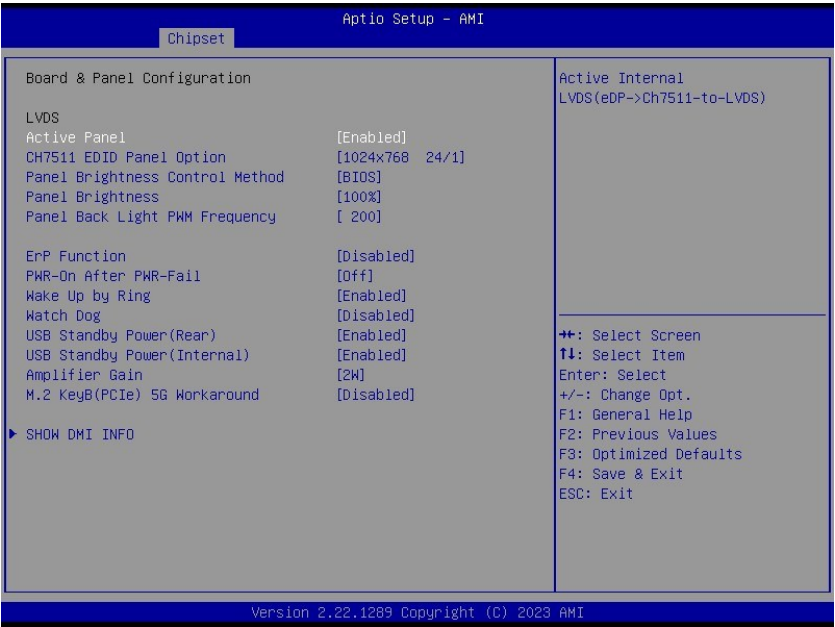 Aptio Setup – AMI
Chipset
Board & Panel Configuration
LVDS
Active Panel [Enabled]
CH7511 EDID Panel Option [1024x768 24/1]
Panel Brightness Control Method [BIOS]
Panel Brightness [100%]
Panel Back Light PWM Frequency [ 200]
ErP Function [Disabled]
PWR-On After PWR-Fail [Off]
Wake Up by Ring [Enabled]
Watch Dog [Disabled]
USB Standby Power(Rear) [Enabled]
USB Standby Power(Internal) [Enabled]
Amplifier Gain [2W]
M.2 KeyB(PCIe) 5G Workaround [Disabled]
▶ SHOW DMI INFO
Active Internal
LVDS(eDP->Ch7511-to-LVDS)
→←: Select Screen
↑↓: Select Item
Enter: Select
+/-: Change Opt.
F1: General Help
F2: Previous Values
F3: Optimized Defaults
F4: Save & Exit
ESC: Exit
Version 2.22.1289 Copyright (C) 2023 AMI